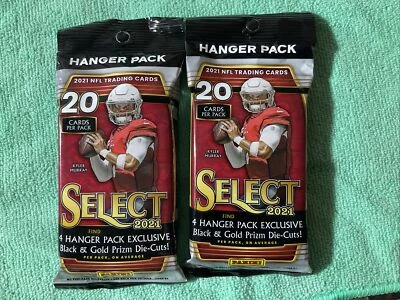 HANGER PACK
2021 NFL TRADING CARDS
20
CARDS
PER PACK
KYLER
MURRAY
SELECT
2021
FIND
4 HANGER PACK EXCLUSIVE
Black & Gold Prizm Die-Cuts!
PER PACK, ON AVERAGE
HANGER PACK
2021 NFL TRADING CARDS
20
CARDS
PER PACK
KYLER
MURRAY
SELECT
2021
FIND
4 HANGER PACK EXCLUSIVE
Black & Gold Prizm Die-Cuts!
PER PACK, ON AVERAGE
PANINI